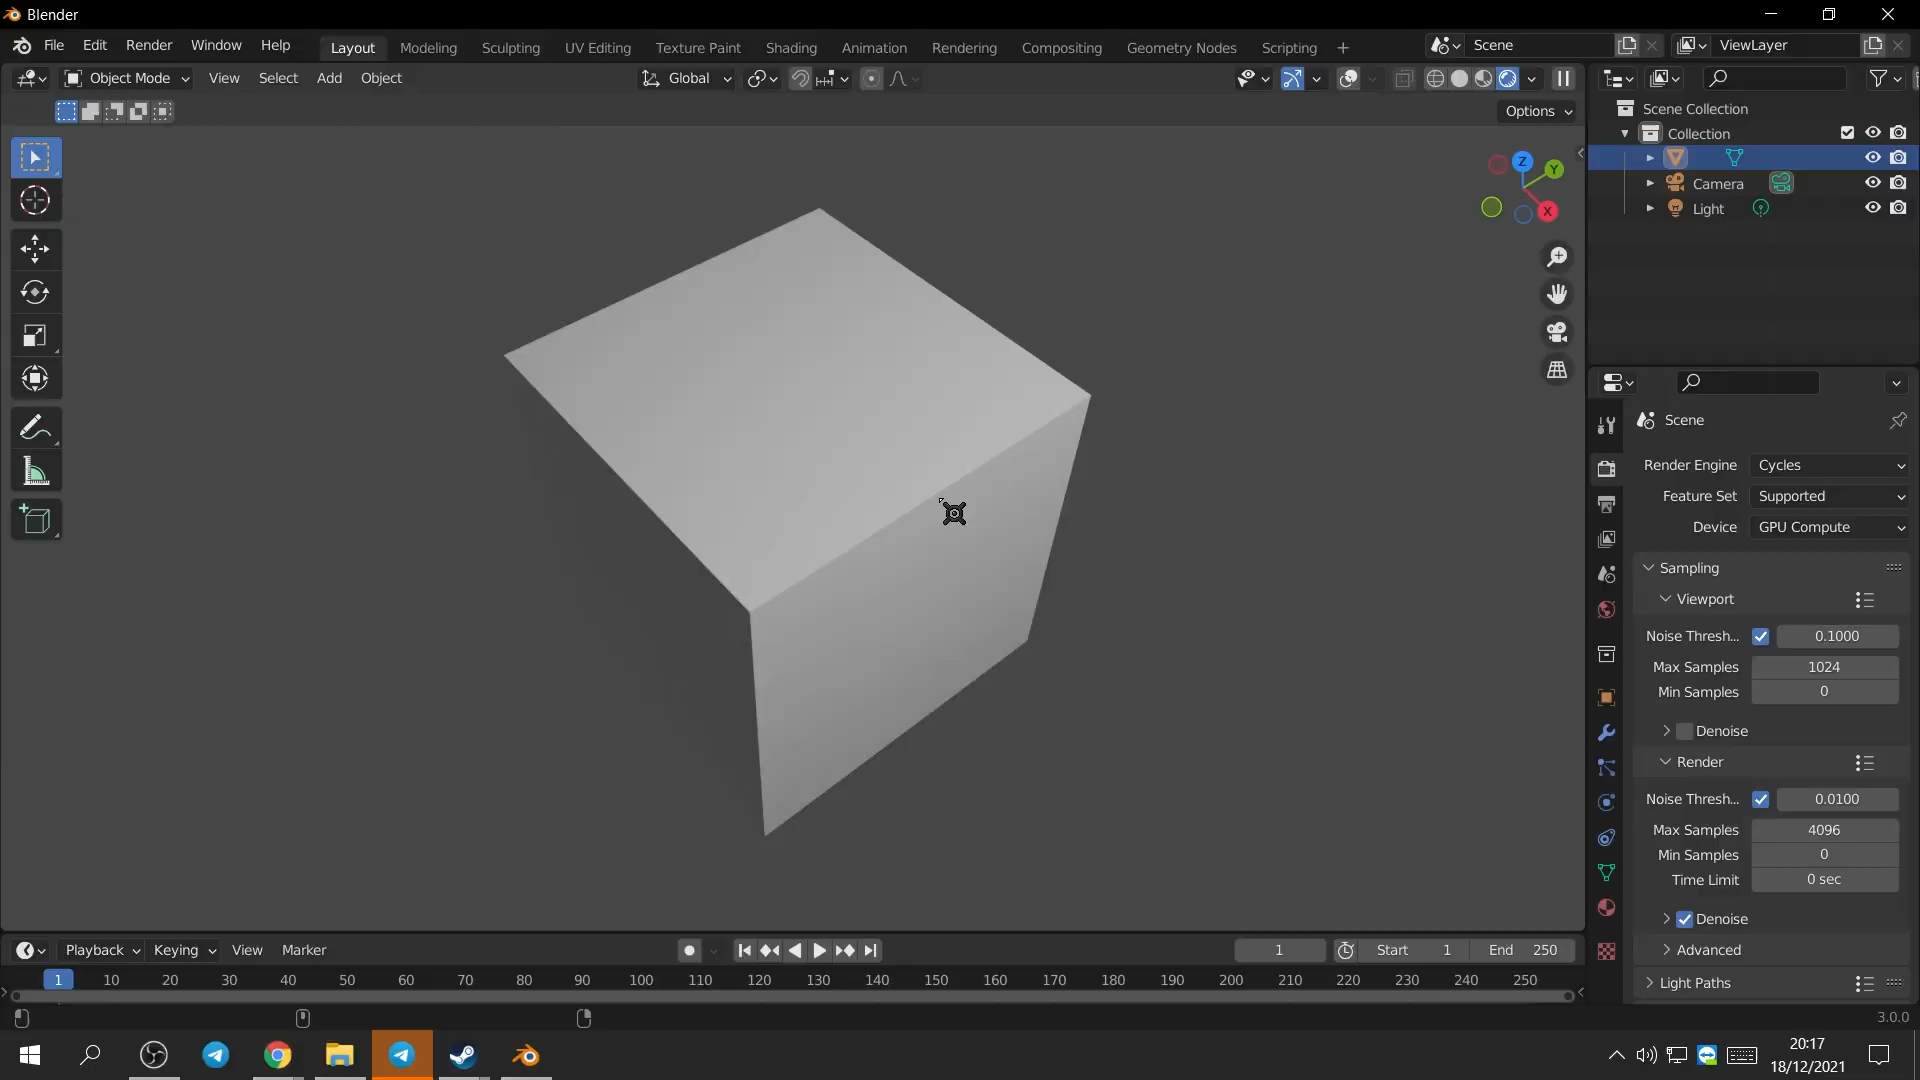 Blender
File Edit Render Window Help Layout Modeling Sculpting UV Editing Texture Paint Shading Animation Rendering Compositing Geometry Nodes Scripting + Scene ViewLayer
Object Mode View Select Add Object Global
Options
Scene Collection
Collection
Camera
Light
Z
Y
X
Scene
Render Engine Cycles
Feature Set Supported
Device GPU Compute
Sampling
Viewport
Noise Thresh... 0.1000
Max Samples 1024
Min Samples 0
Denoise
Render
Noise Thresh... 0.0100
Max Samples 4096
Min Samples 0
Time Limit 0 sec
Denoise
Advanced
Light Paths
Playback Keying View Marker 1 Start 1 End 250
1 10 20 30 40 50 60 70 80 90 100 110 120 130 140 150 160 170 180 190 200 210 220 230 240 250
3.0.0
20:17
18/12/2021